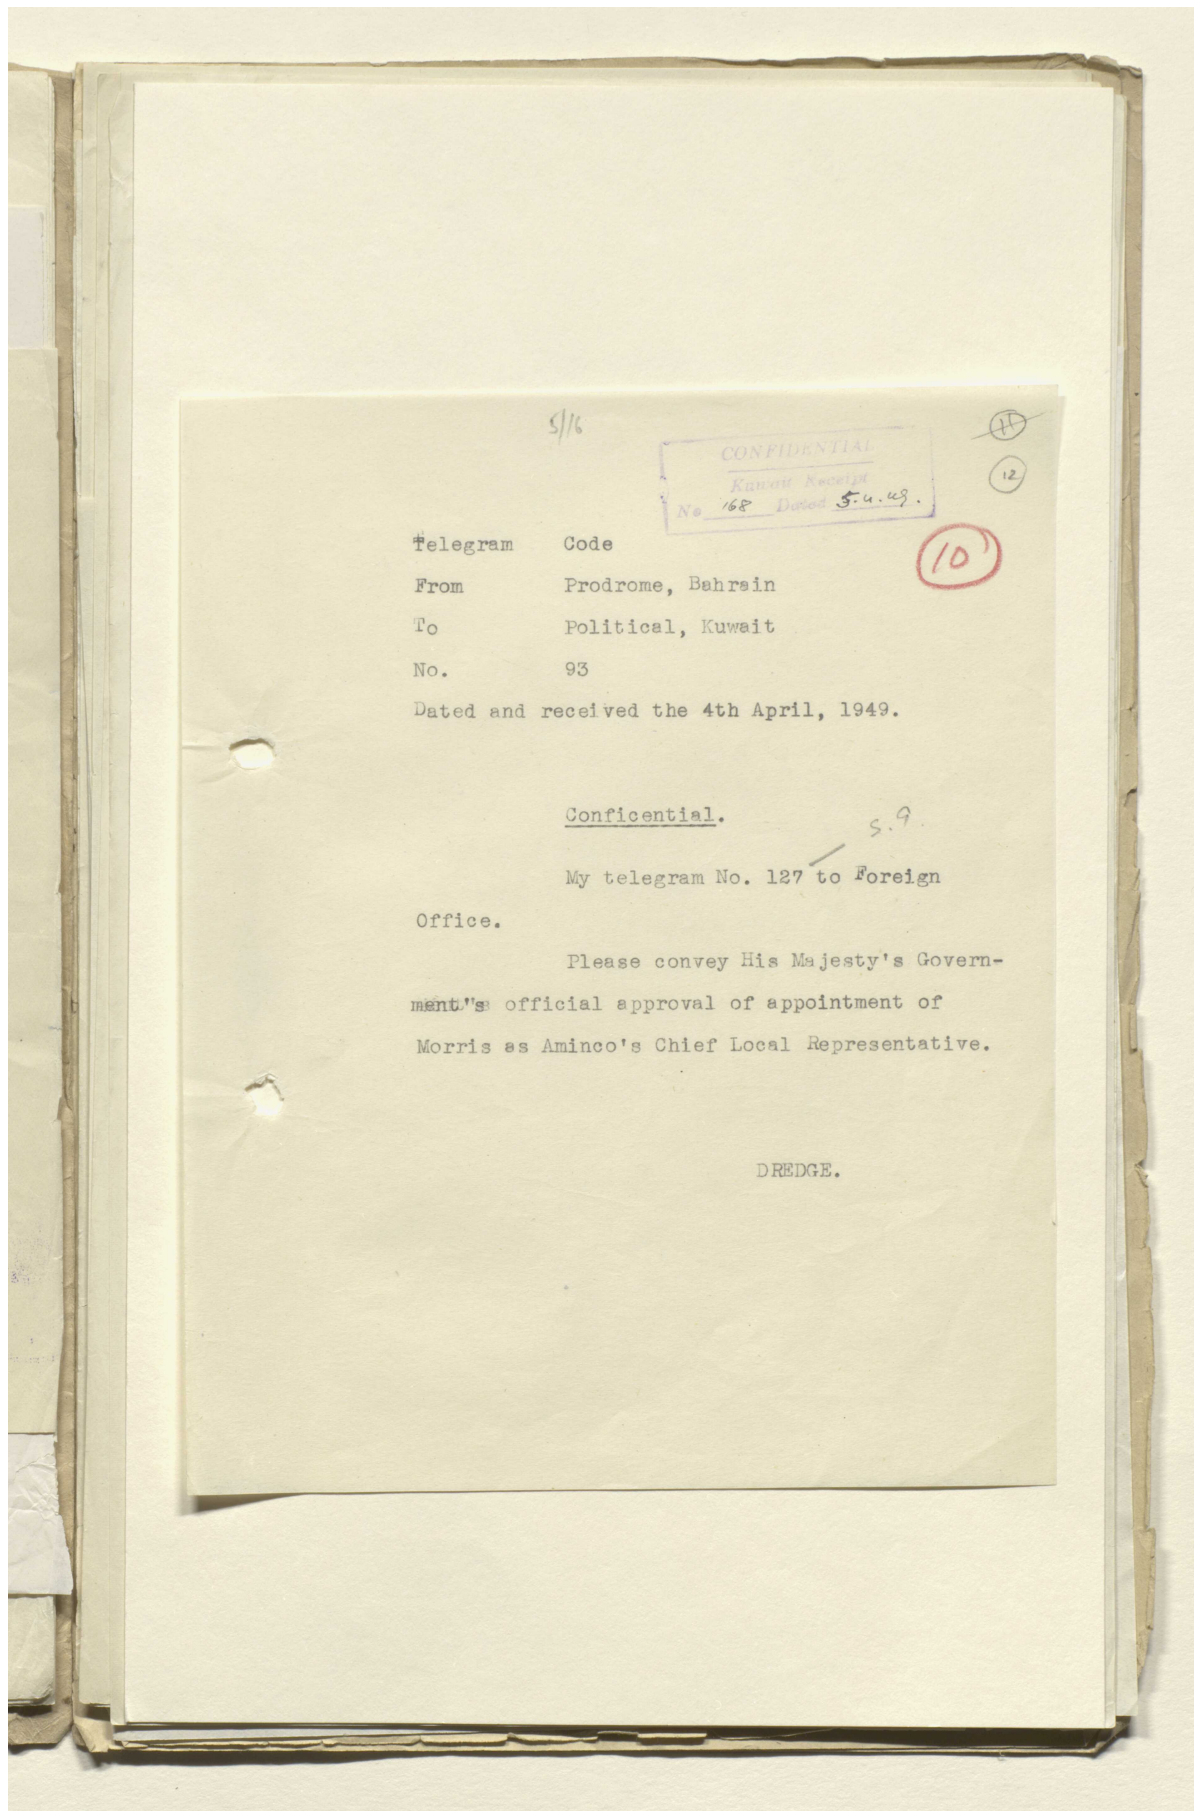 5/16
11
12
CONFIDENTIAL
Kuwait Receipt
No 168 Dated 5.4.49.
10
Telegram Code
From Prodrome, Bahrain
To Political, Kuwait
No. 93
Dated and received the 4th April, 1949.
Conficential.
s.9.
My telegram No. 127 to Foreign
Office.
Please convey His Majesty's Govern-
ment"s official approval of appointment of
Morris as Aminco's Chief Local Representative.
DREDGE.